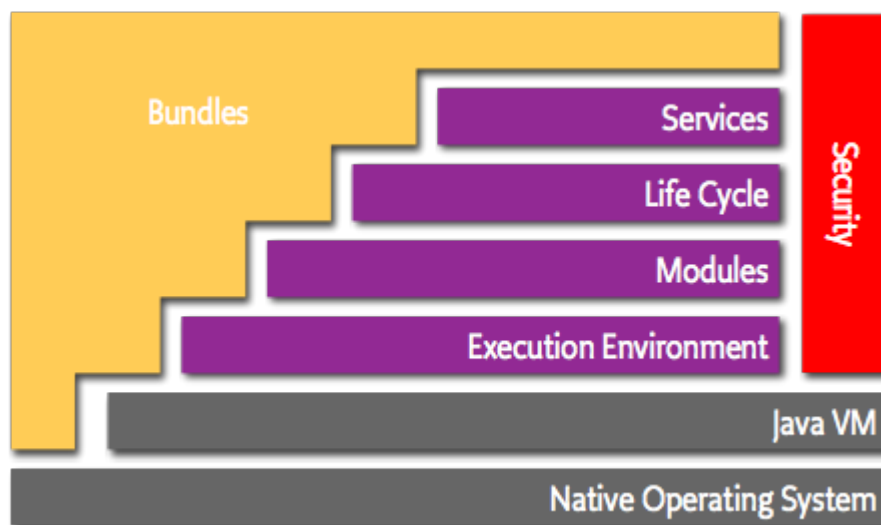 Bundles
Services
Life Cycle
Modules
Execution Environment
Security
Java VM
Native Operating System